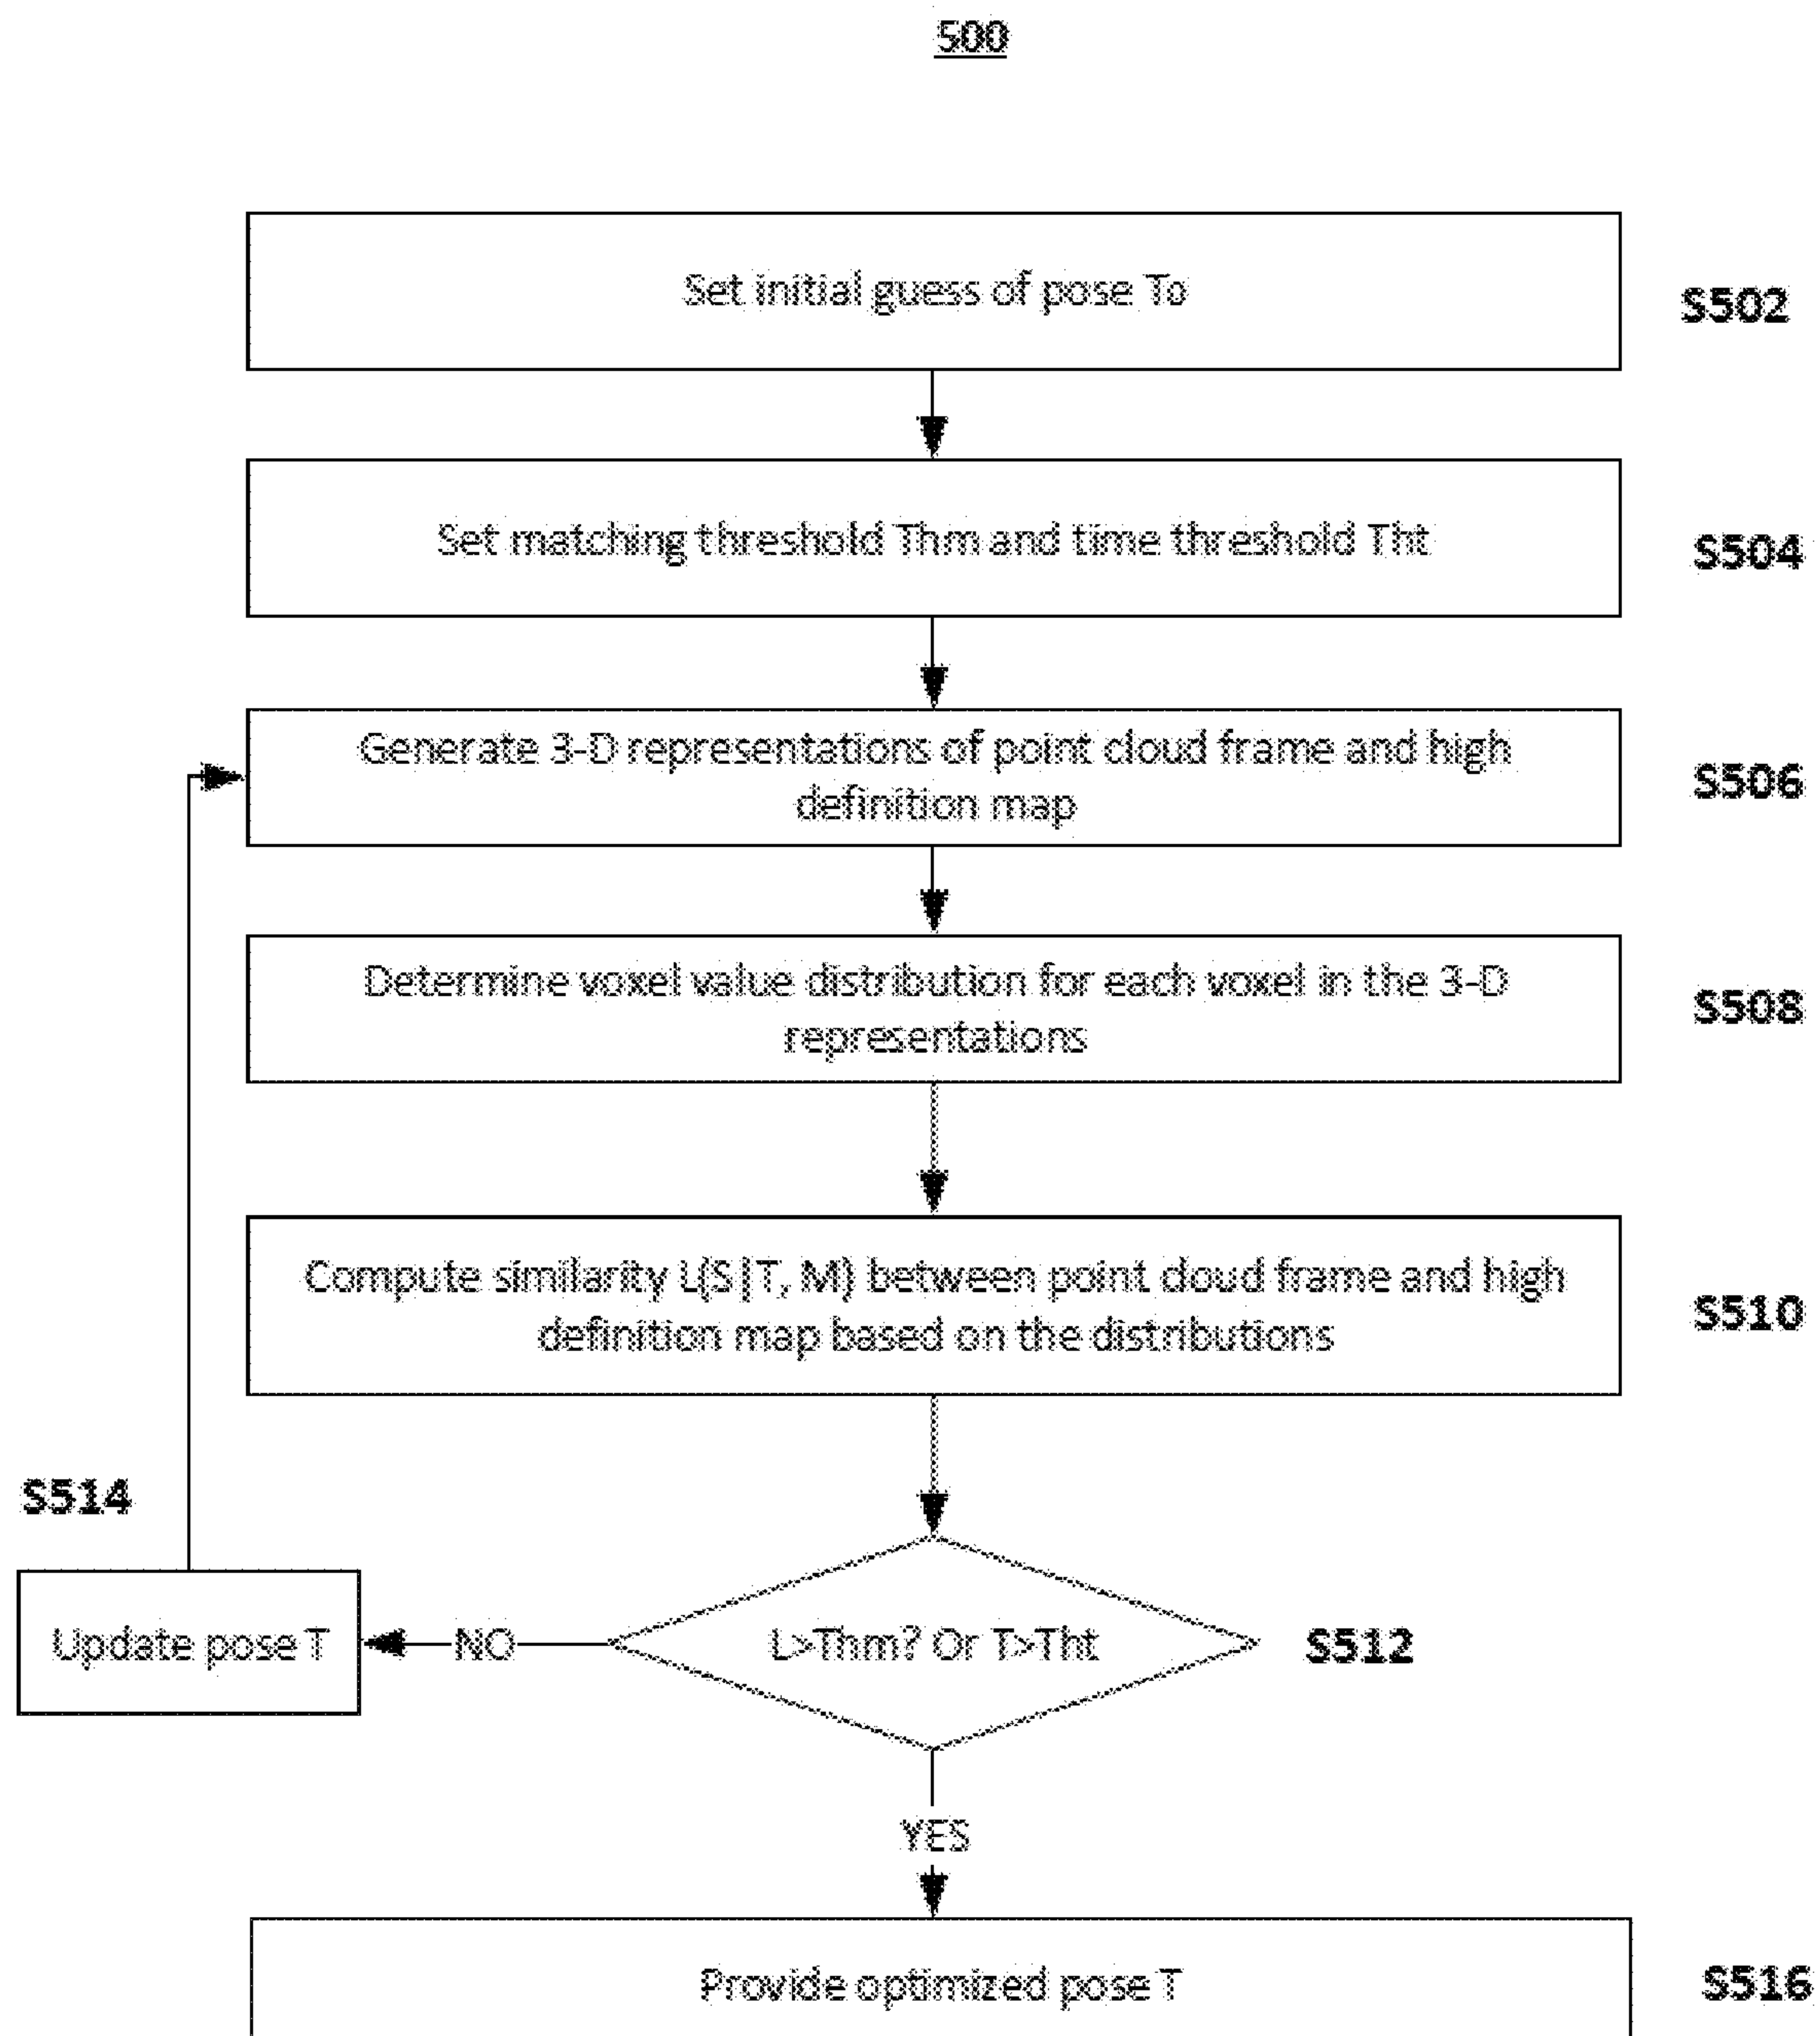 500
Set initial guess of pose T0
S502
Set matching threshold Thm and time threshold Tht
S504
Generate 3-D representations of point cloud frame and high
definition map
S506
Determine voxel value distribution for each voxel in the 3-D
representations
S508
Compute similarity L(S|T, M) between point cloud frame and high
definition map based on the distributions
S510
S514
Update pose T
NO
L>Thm? Or T>Tht
S512
YES
Provide optimized pose T
S516